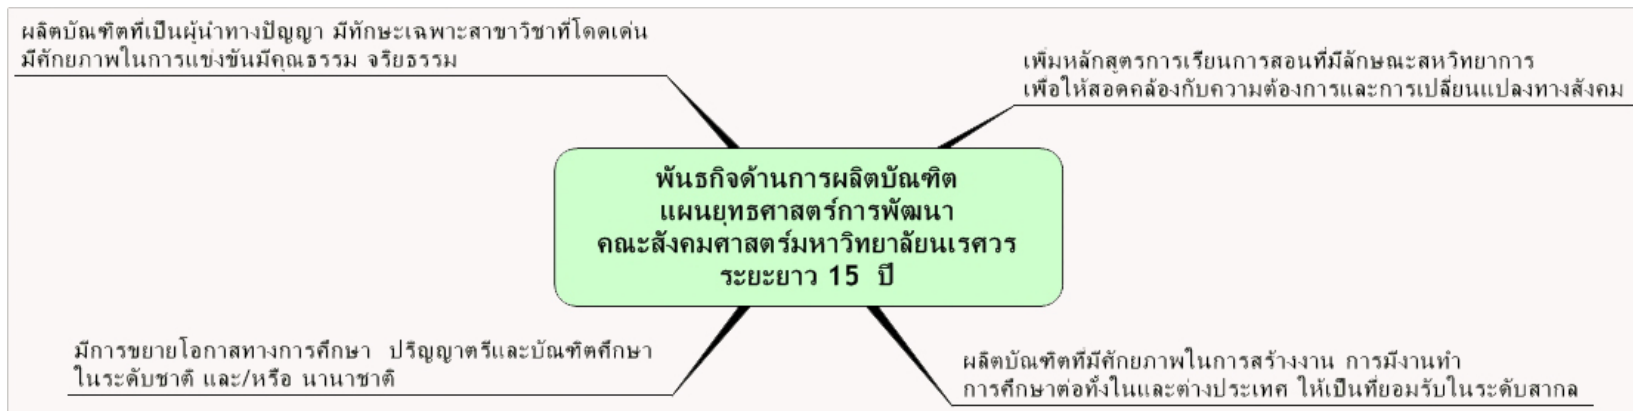 ผลิตบัณฑิตที่เป็นผู้นำทางปัญญา มีทักษะเฉพาะสาขาวิชาที่โดดเด่น
มีศักยภาพในการแข่งขันมีคุณธรรม จริยธรรม
เพิ่มหลักสูตรการเรียนการสอนที่มีลักษณะสหวิทยาการ
เพื่อให้สอดคล้องกับความต้องการและการเปลี่ยนแปลงทางสังคม
พันธกิจด้านการผลิตบัณฑิต
แผนยุทธศาสตร์การพัฒนา
คณะสังคมศาสตร์มหาวิทยาลัยนเรศวร
ระยะยาว 15 ปี
มีการขยายโอกาสทางการศึกษา ปริญญาตรีและบัณฑิตศึกษา
ในระดับชาติ และ/หรือ นานาชาติ
ผลิตบัณฑิตที่มีศักยภาพในการสร้างงาน การมีงานทำ
การศึกษาต่อทั้งในและต่างประเทศ ให้เป็นที่ยอมรับในระดับสากล